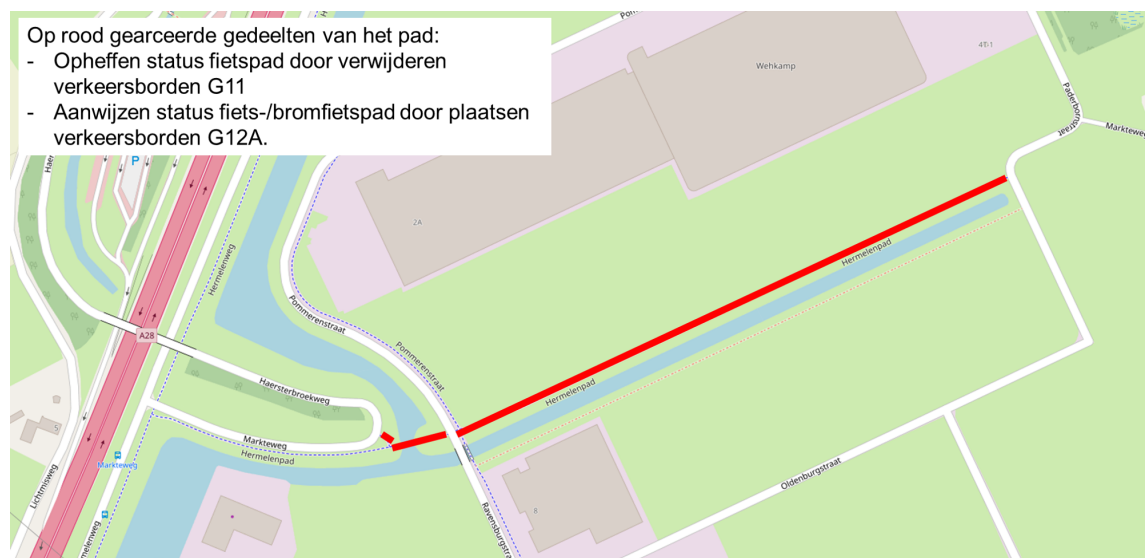 Op rood gearceerde gedeelten van het pad:
- Opheffen status fietspad door verwijderen
verkeersborden G11
- Aanwijzen status fiets-/bromfietspad door plaatsen
verkeersborden G12A.
Wehkamp
4T-1
Paderbornstraat
Markteweg
P
2A
Hermelenweg
Hermelenpad
Pommerenstraat
Pommerenstraat
A28
Hermelenpad
Haersterbroekweg
Markteweg
Hermelenpad
S
Lichtmisweg
Markteweg
Oldenburgstraat
8
Ravensburgstraat